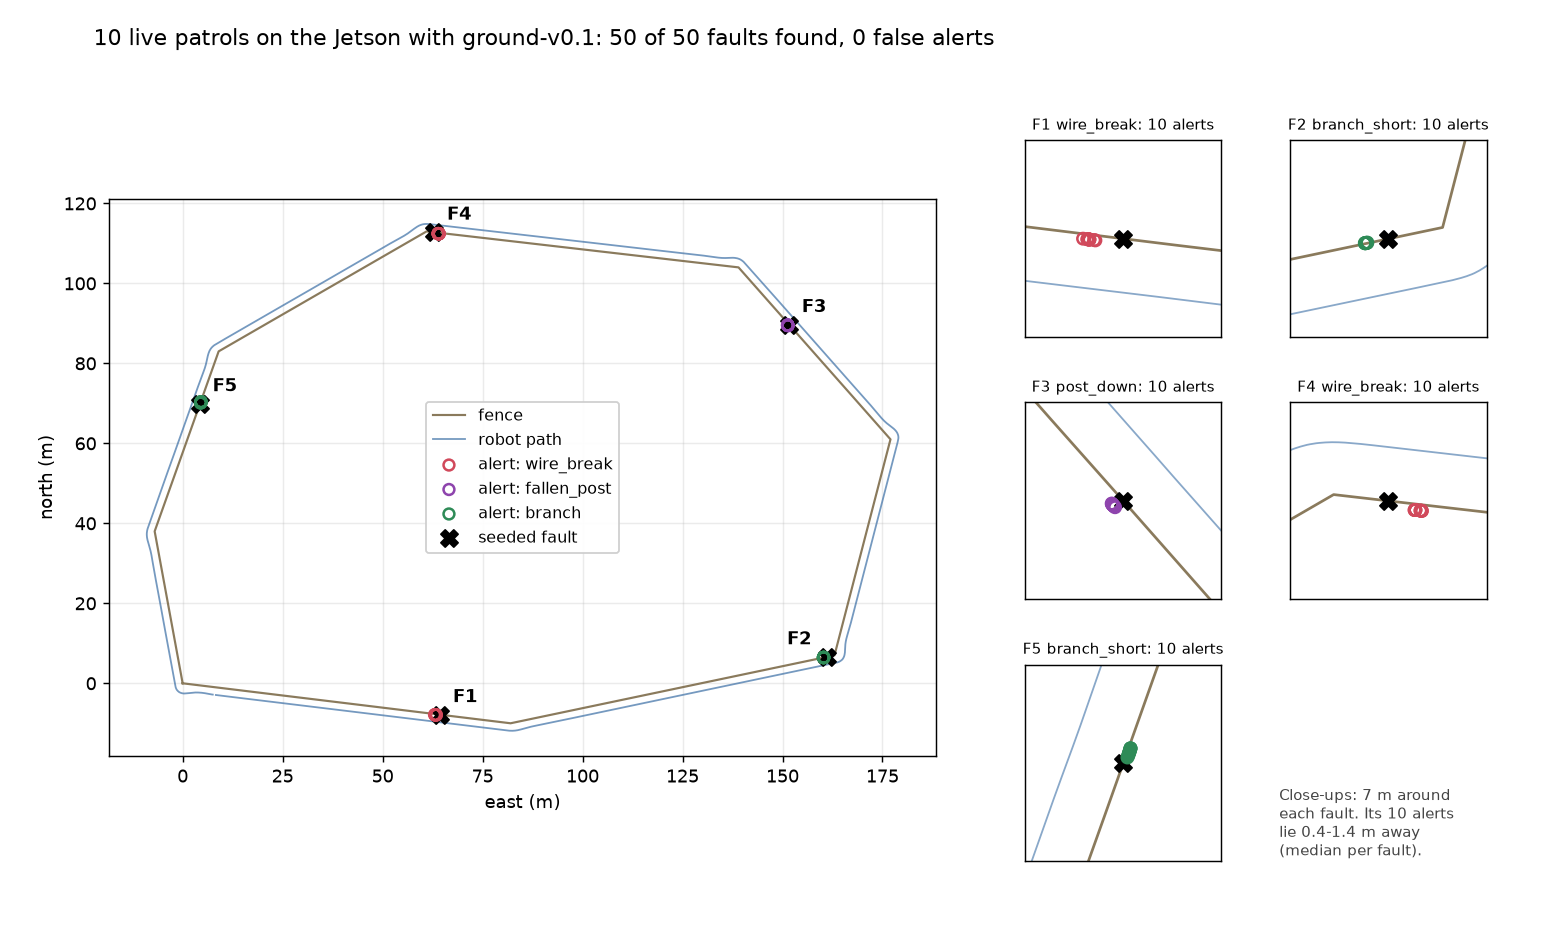 10 live patrols on the Jetson with ground-v0.1: 50 of 50 faults found, 0 false alerts
120
100
80
60
40
20
0
north (m)
0
25
50
75
100
125
150
175
east (m)
F4
F3
F5
F2
F1
fence
robot path
alert: wire_break
alert: fallen_post
alert: branch
seeded fault
F1 wire_break: 10 alerts
F2 branch_short: 10 alerts
F3 post_down: 10 alerts
F4 wire_break: 10 alerts
F5 branch_short: 10 alerts
Close-ups: 7 m around
each fault. Its 10 alerts
lie 0.4-1.4 m away
(median per fault).